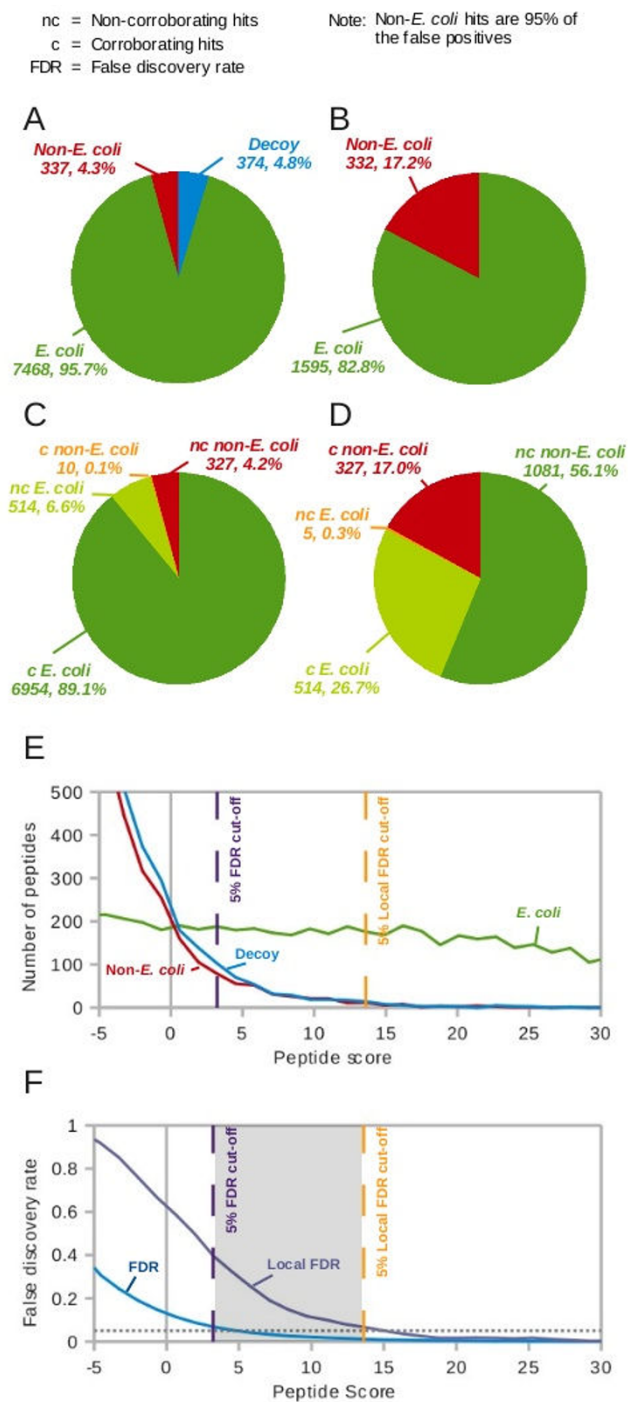 nc = Non-corroborating hits
c = Corroborating hits
FDR = False discovery rate
Note: Non-E. coli hits are 95% of
the false positives
A
Non-E. coli
337, 4.3%
Decoy
374, 4.8%
E. coli
7468, 95.7%
B
Non-E. coli
332, 17.2%
E. coli
1595, 82.8%
C
c non-E. coli
10, 0.1%
nc non-E. coli
327, 4.2%
nc E. coli
514, 6.6%
c E. coli
6954, 89.1%
D
c non-E. coli
327, 17.0%
nc non-E. coli
1081, 56.1%
nc E. coli
5, 0.3%
c E. coli
514, 26.7%
E
Number of peptides
500
400
300
200
100
0
5% FDR cut-off
5% Local FDR cut-off
E. coli
Decoy
Non-E. coli
-5 0 5 10 15 20 25 30
Peptide score
F
False discovery rate
1
0.8
0.6
0.4
0.2
0
5% FDR cut-off
5% Local FDR cut-off
FDR
Local FDR
-5 0 5 10 15 20 25 30
Peptide Score